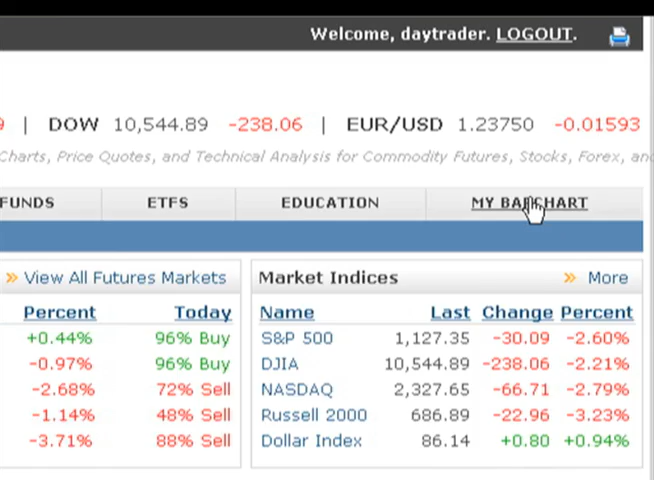 Welcome, daytrader. LOGOUT.
9 | DOW 10,544.89 -238.06 | EUR/USD 1.23750 -0.01593
Charts, Price Quotes, and Technical Analysis for Commodity Futures, Stocks, Forex, an
FUNDS ETFS EDUCATION MY BARCHART
» View All Futures Markets
Percent Today
+0.44% 96% Buy
-0.97% 96% Buy
-2.68% 72% Sell
-1.14% 48% Sell
-3.71% 88% Sell
Market Indices » More
Name Last Change Percent
S&P 500 1,127.35 -30.09 -2.60%
DJIA 10,544.89 -238.06 -2.21%
NASDAQ 2,327.65 -66.71 -2.79%
Russell 2000 686.89 -22.96 -3.23%
Dollar Index 86.14 +0.80 +0.94%